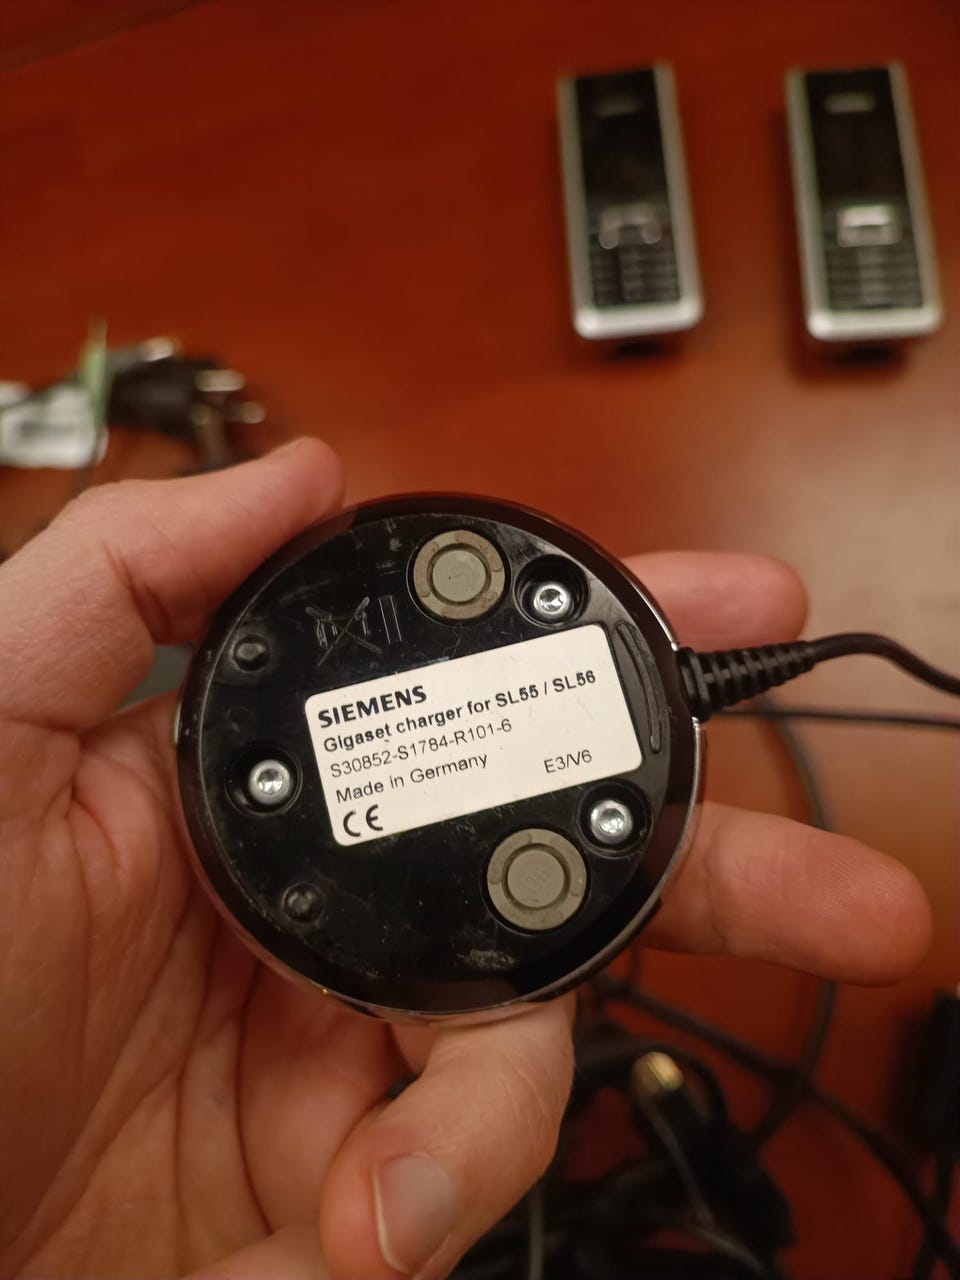 SIEMENS
Gigaset charger for SL55 / SL56
S30852-S1784-R101-6
Made in Germany E3/V6
CE